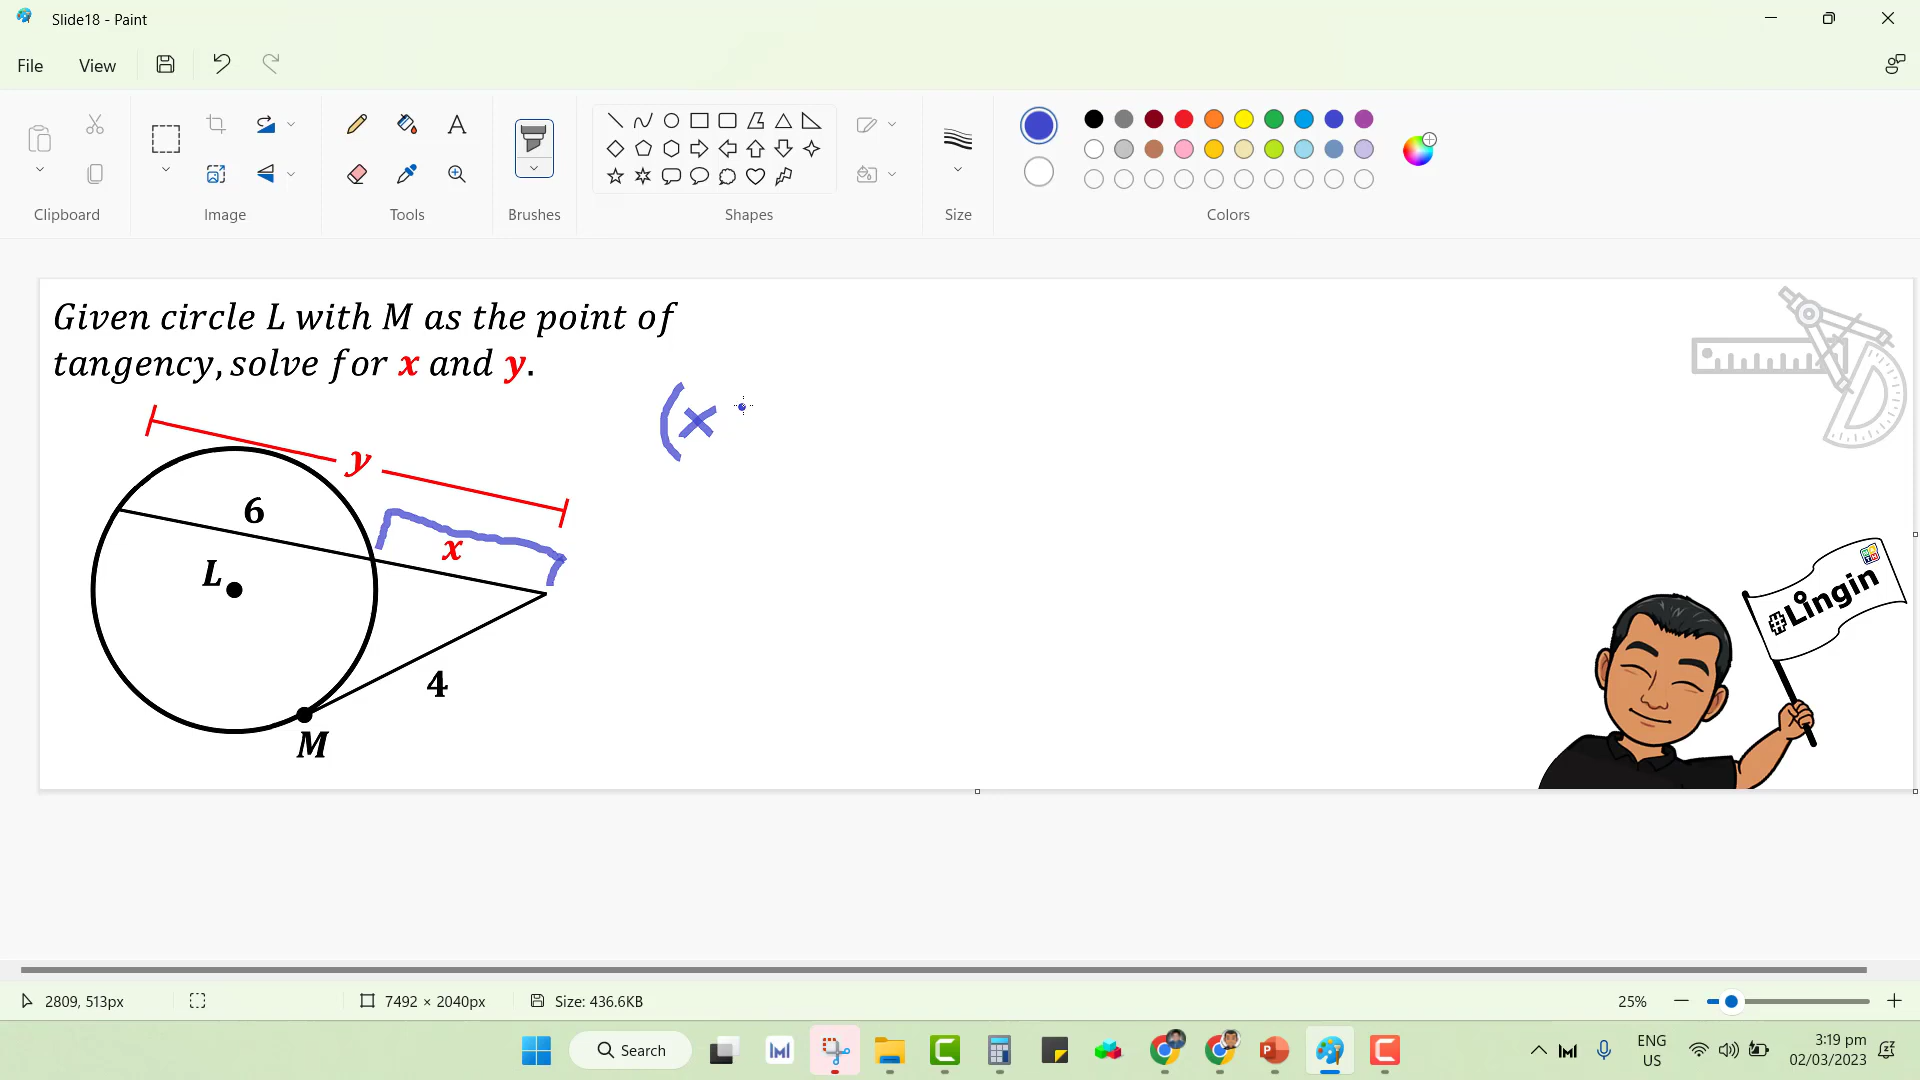 Slide18 - Paint
File View
Clipboard Image Tools Brushes Shapes Size Colors
Given circle L with M as the point of
tangency, solve for x and y.
(x
y
6
x
L
4
M
#Lingin
2809, 513px
7492 × 2040px
Size: 436.6KB
25%
Search
ENG
US
3:19 pm
02/03/2023